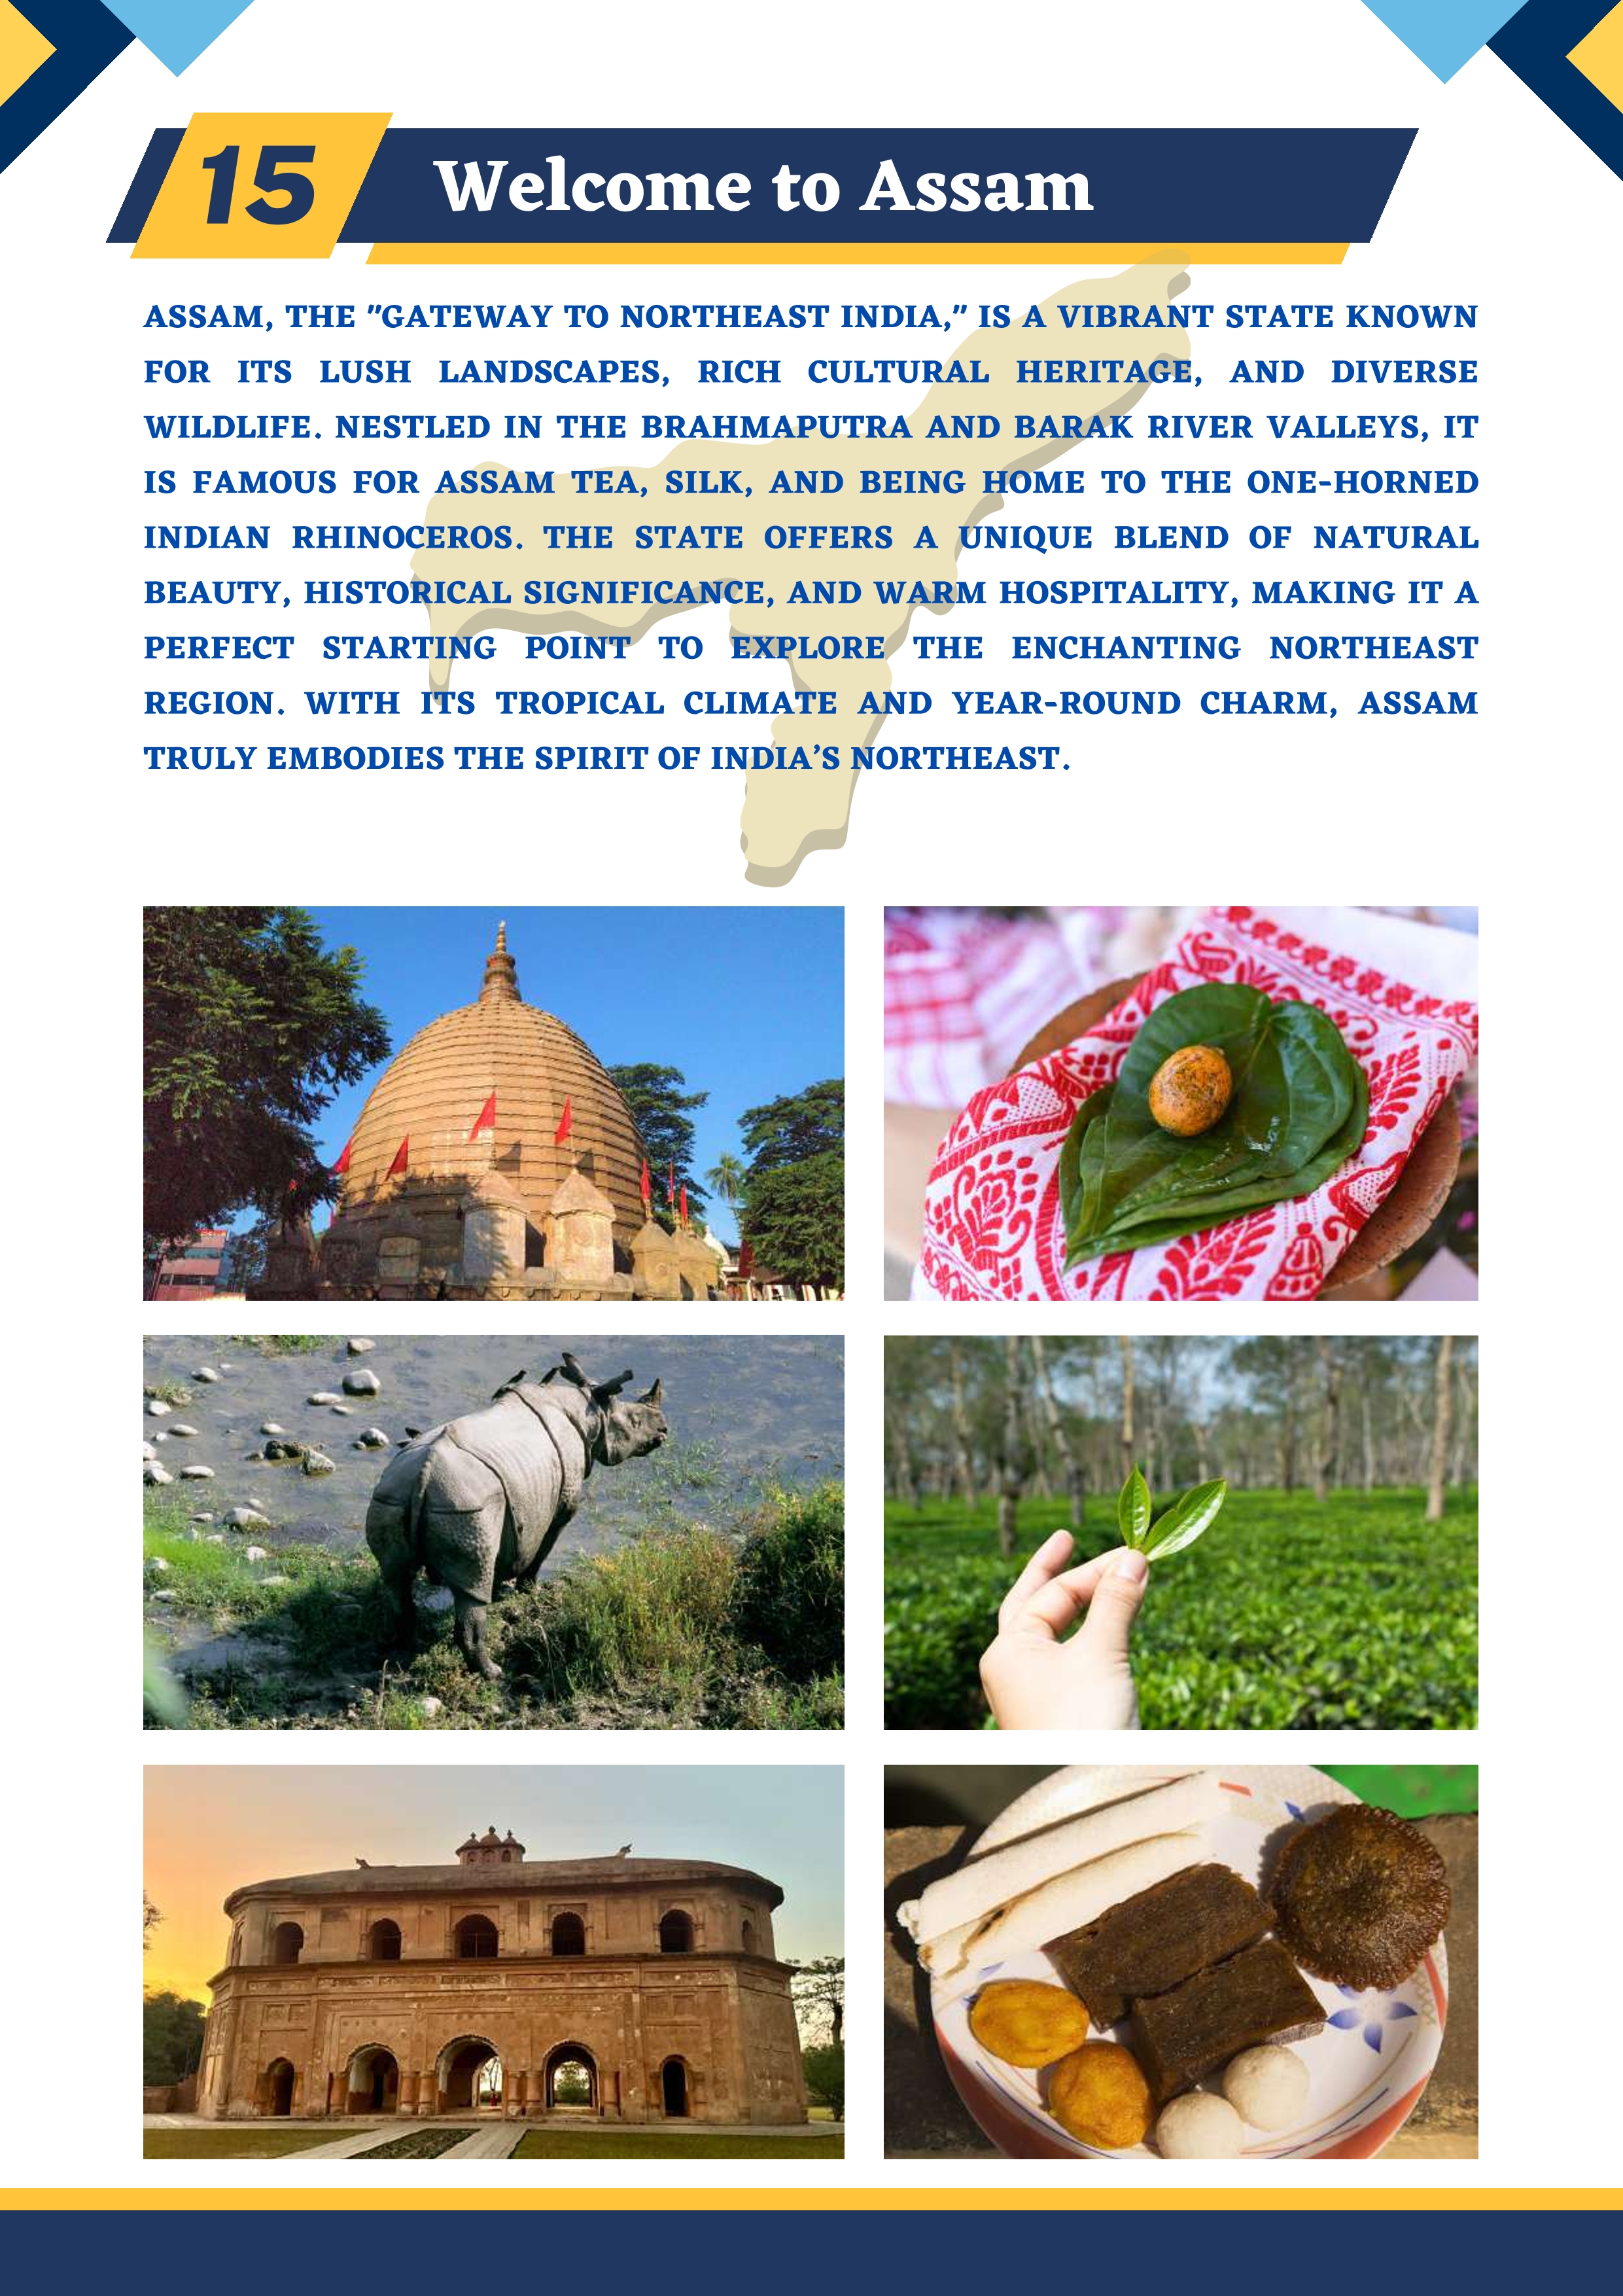 15
Welcome to Assam
ASSAM, THE "GATEWAY TO NORTHEAST INDIA," IS A VIBRANT STATE KNOWN
FOR ITS LUSH LANDSCAPES, RICH CULTURAL HERITAGE, AND DIVERSE
WILDLIFE. NESTLED IN THE BRAHMAPUTRA AND BARAK RIVER VALLEYS, IT
IS FAMOUS FOR ASSAM TEA, SILK, AND BEING HOME TO THE ONE-HORNED
INDIAN RHINOCEROS. THE STATE OFFERS A UNIQUE BLEND OF NATURAL
BEAUTY, HISTORICAL SIGNIFICANCE, AND WARM HOSPITALITY, MAKING IT A
PERFECT STARTING POINT TO EXPLORE THE ENCHANTING NORTHEAST
REGION. WITH ITS TROPICAL CLIMATE AND YEAR-ROUND CHARM, ASSAM
TRULY EMBODIES THE SPIRIT OF INDIA’S NORTHEAST.